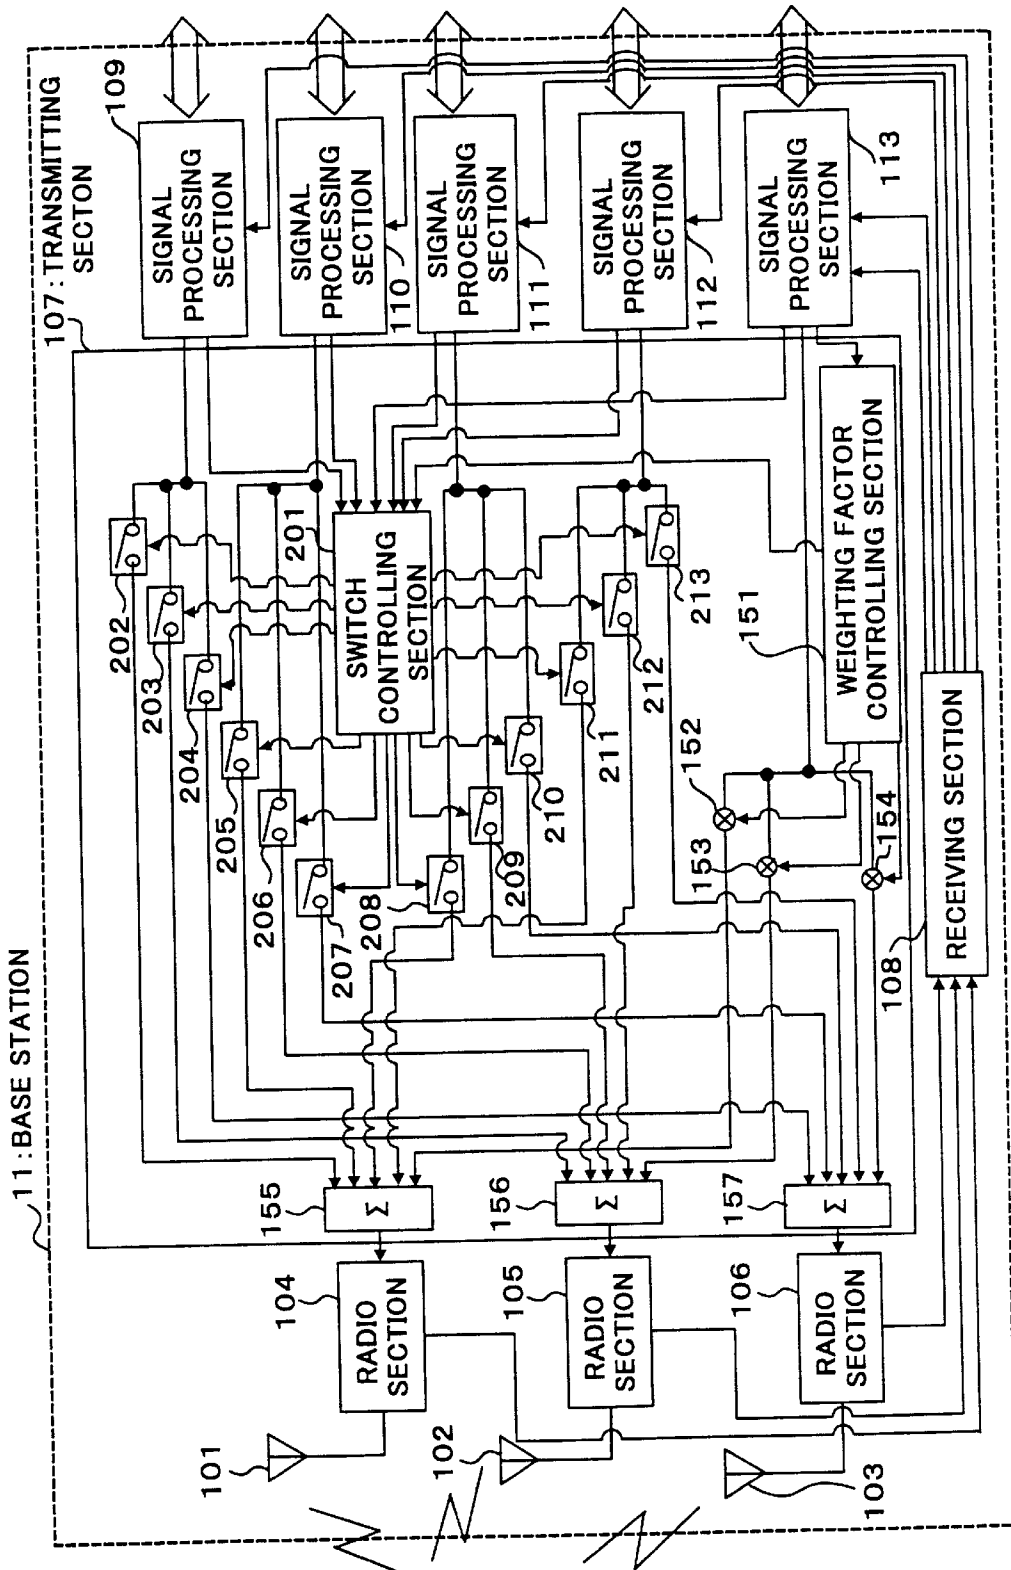 11:BASE STATION
107:TRANSMITTING
SECTON
109
SIGNAL
PROCESSING
SECTION
110
SIGNAL
PROCESSING
SECTION
111
SIGNAL
PROCESSING
SECTION
112
SIGNAL
PROCESSING
SECTION
113
SIGNAL
PROCESSING
SECTION
201
SWITCH
CONTROLLING
SECTION
202
203
204
205
206
207
208
209
210
211
212
213
151
WEIGHTING FACTOR
CONTROLLING SECTION
152
153
154
155
Σ
156
Σ
157
Σ
104
RADIO
SECTION
105
RADIO
SECTION
106
RADIO
SECTION
101
102
103
108
RECEIVING SECTION